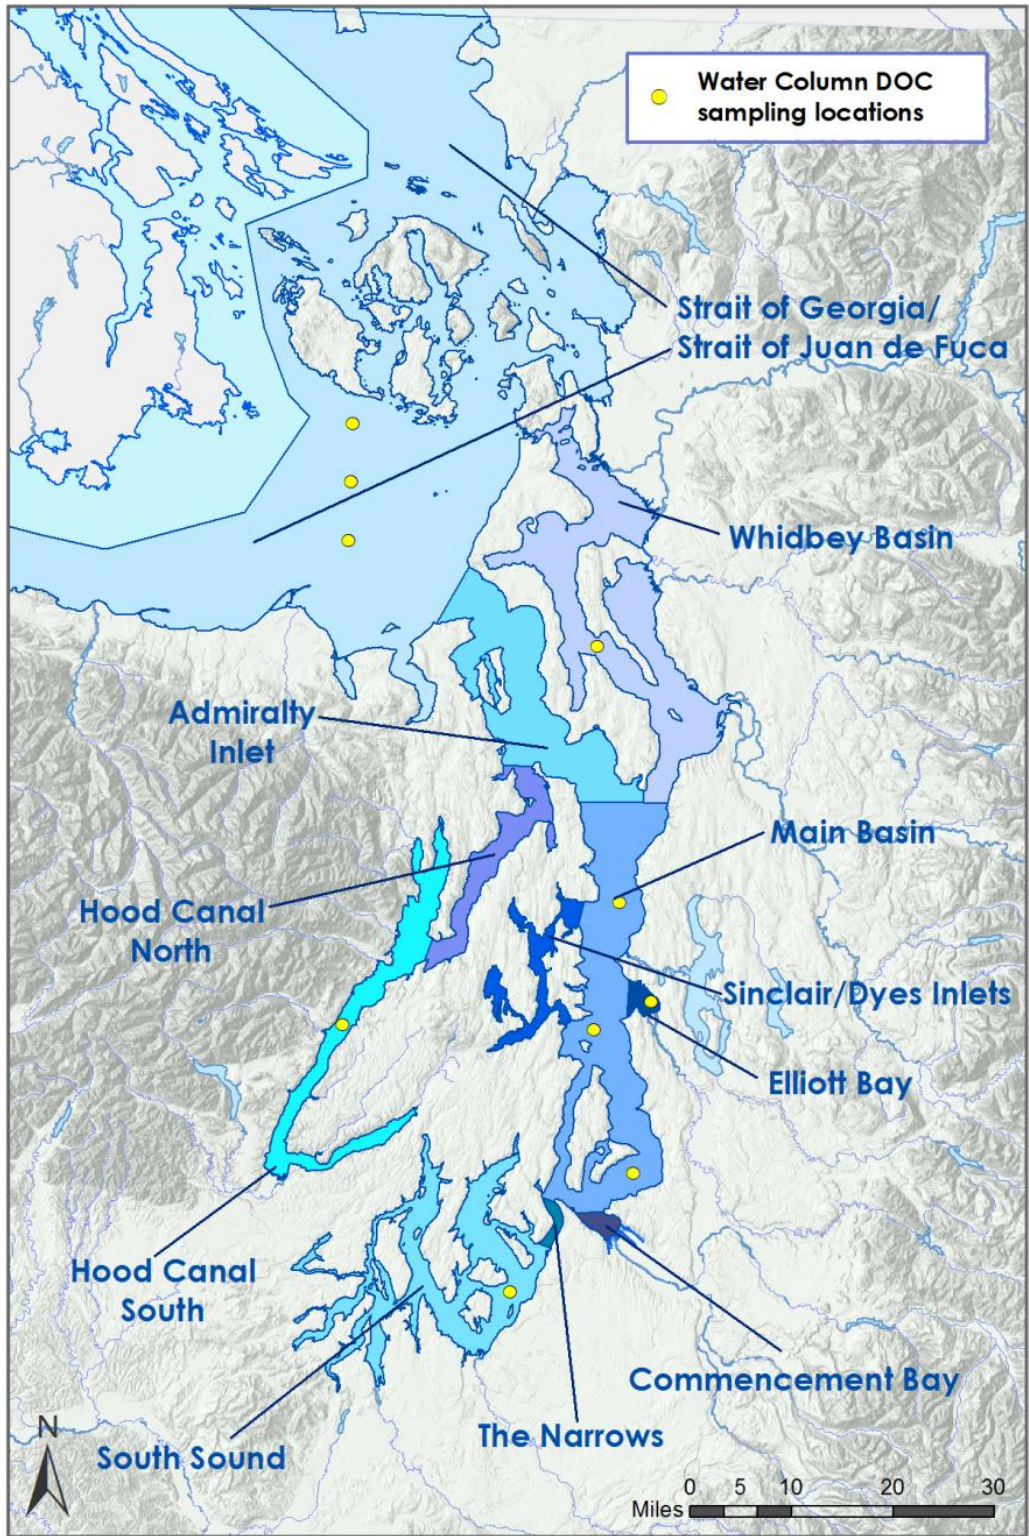 Water Column DOC
sampling locations
Strait of Georgia/
Strait of Juan de Fuca
Whidbey Basin
Admiralty
Inlet
Main Basin
Hood Canal
North
Sinclair/Dyes Inlets
Elliott Bay
Hood Canal
South
Commencement Bay
The Narrows
South Sound
N
0 5 10 20 30
Miles